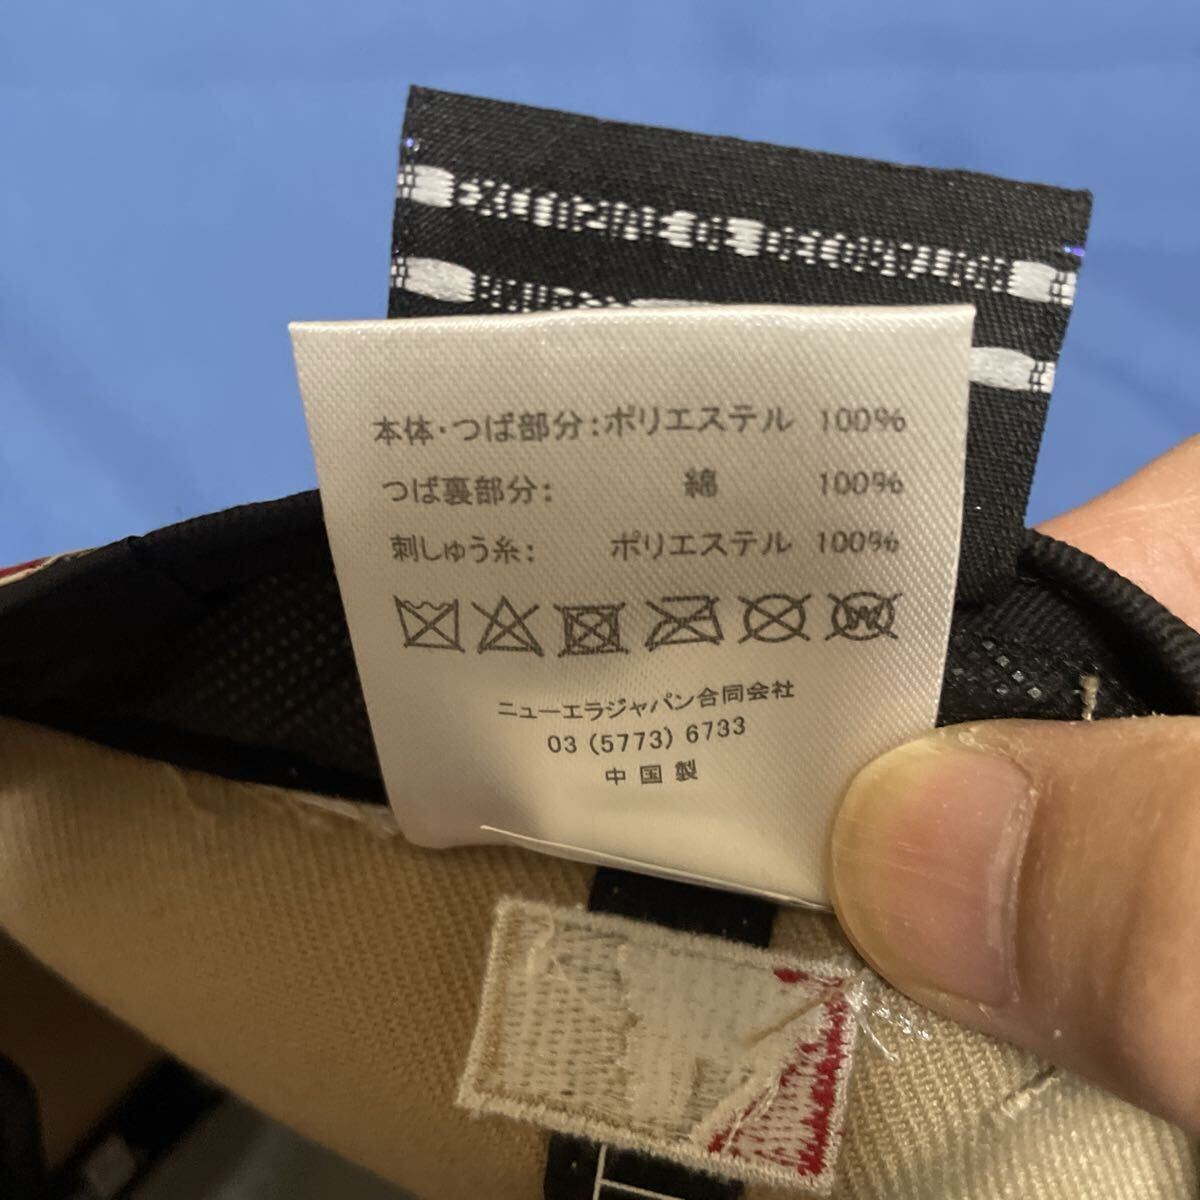 本体・つば部分：ポリエステル 100%
つば裏部分： 綿 100%
刺しゅう糸： ポリエステル 100%
ニューエラジャパン合同会社
03 (5773) 6733
中国製